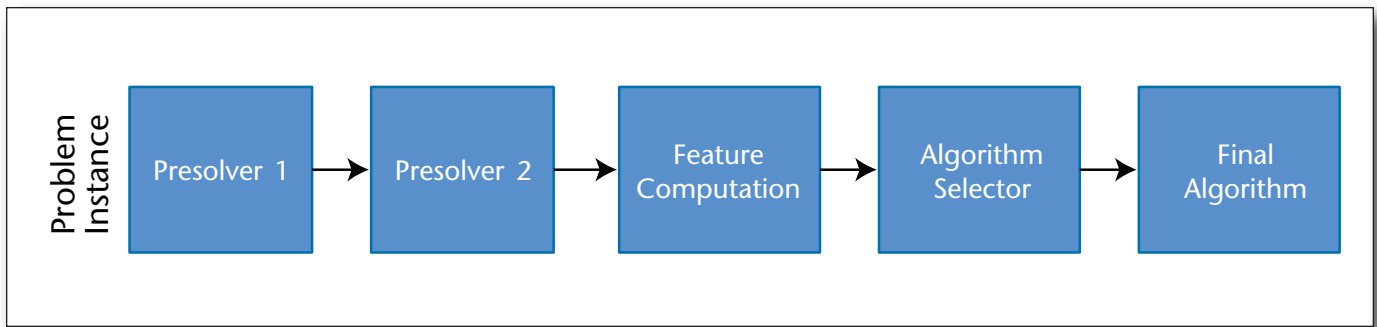 Problem
Instance
Presolver 1
Presolver 2
Feature
Computation
Algorithm
Selector
Final
Algorithm